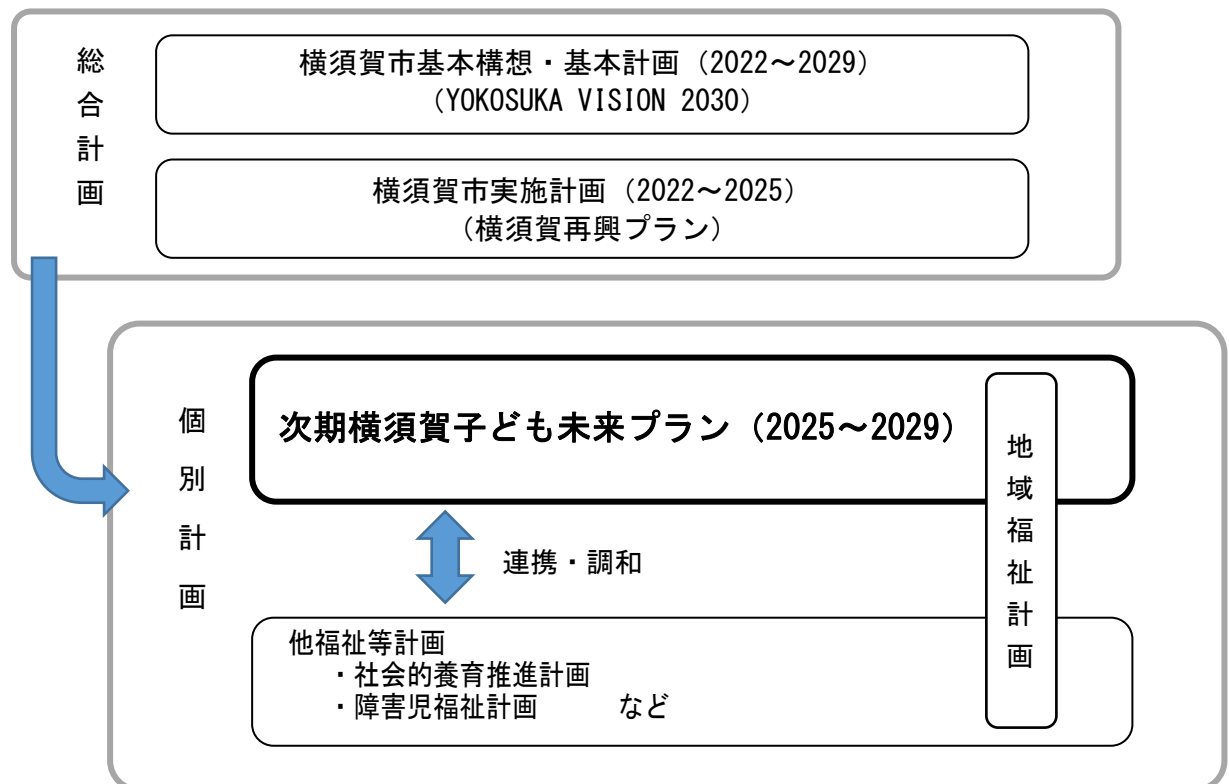 総合計画
横須賀市基本構想・基本計画（2022～2029）
（YOKOSUKA VISION 2030）
横須賀市実施計画（2022～2025）
（横須賀再興プラン）
個別計画
次期横須賀子ども未来プラン（2025～2029）
地域福祉計画
連携・調和
他福祉等計画
・社会的養育推進計画
・障害児福祉計画　　など